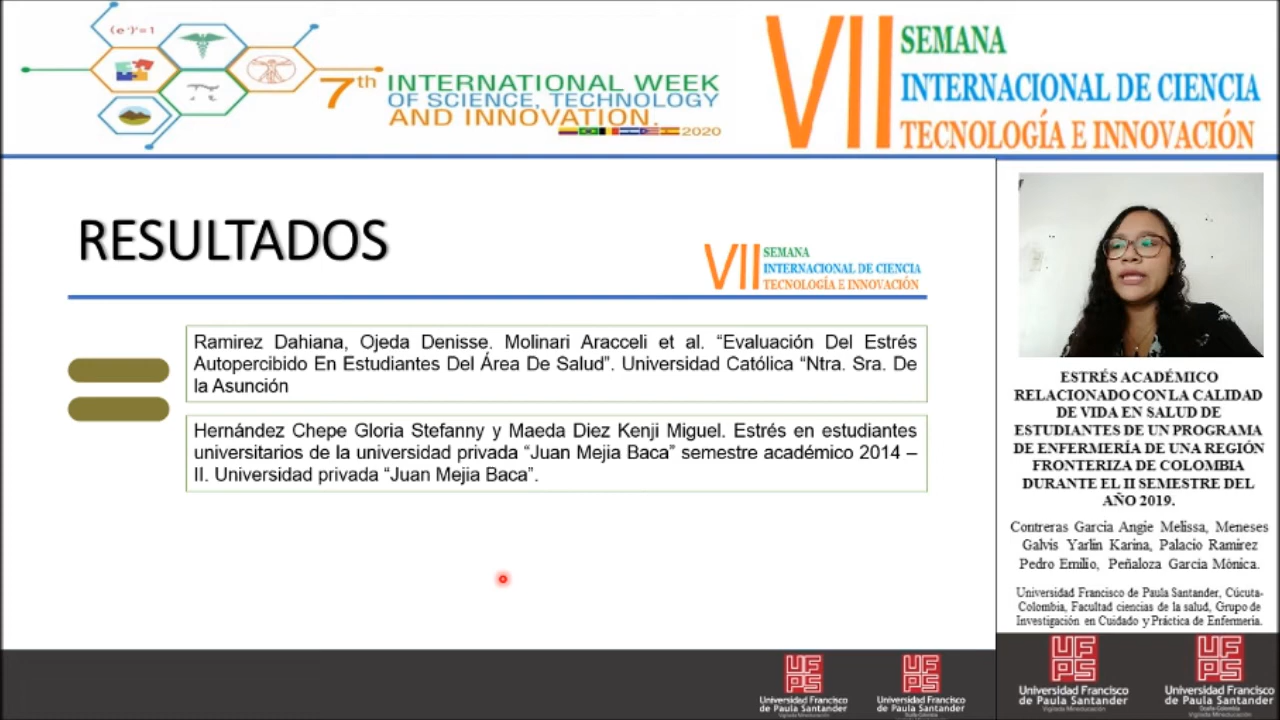 (e˟)'=1
7th INTERNATIONAL WEEK
OF SCIENCE, TECHNOLOGY
AND INNOVATION.
2020
VII SEMANA
INTERNACIONAL DE CIENCIA
TECNOLOGÍA E INNOVACIÓN
RESULTADOS
VII SEMANA
INTERNACIONAL DE CIENCIA
TECNOLOGÍA E INNOVACIÓN
Ramirez Dahiana, Ojeda Denisse. Molinari Aracceli et al. “Evaluación Del Estrés
Autopercibido En Estudiantes Del Área De Salud”. Universidad Católica “Ntra. Sra. De
la Asunción
Hernández Chepe Gloria Stefanny y Maeda Diez Kenji Miguel. Estrés en estudiantes
universitarios de la universidad privada “Juan Mejia Baca” semestre académico 2014 –
II. Universidad privada “Juan Mejia Baca”.
ESTRÉS ACADÉMICO
RELACIONADO CON LA CALIDAD
DE VIDA EN SALUD DE
ESTUDIANTES DE UN PROGRAMA
DE ENFERMERÍA DE UNA REGIÓN
FRONTERIZA DE COLOMBIA
DURANTE EL II SEMESTRE DEL
AÑO 2019.
Contreras García Angie Melissa, Meneses
Galvis Yarlin Karina, Palacio Ramirez
Pedro Emilio, Peñaloza García Mónica.
Universidad Francisco de Paula Santander, Cúcuta-
Colombia, Facultad ciencias de la salud, Grupo de
Investigación en Cuidado y Práctica de Enfermería.
UFPS
Universidad Francisco
de Paula Santander
Vigilada Mineducación
UFPS
Universidad Francisco
de Paula Santander
UFPS
Universidad Francisco
de Paula Santander
Vigilada Mineducación
UFPS
Universidad Francisco
de Paula Santander